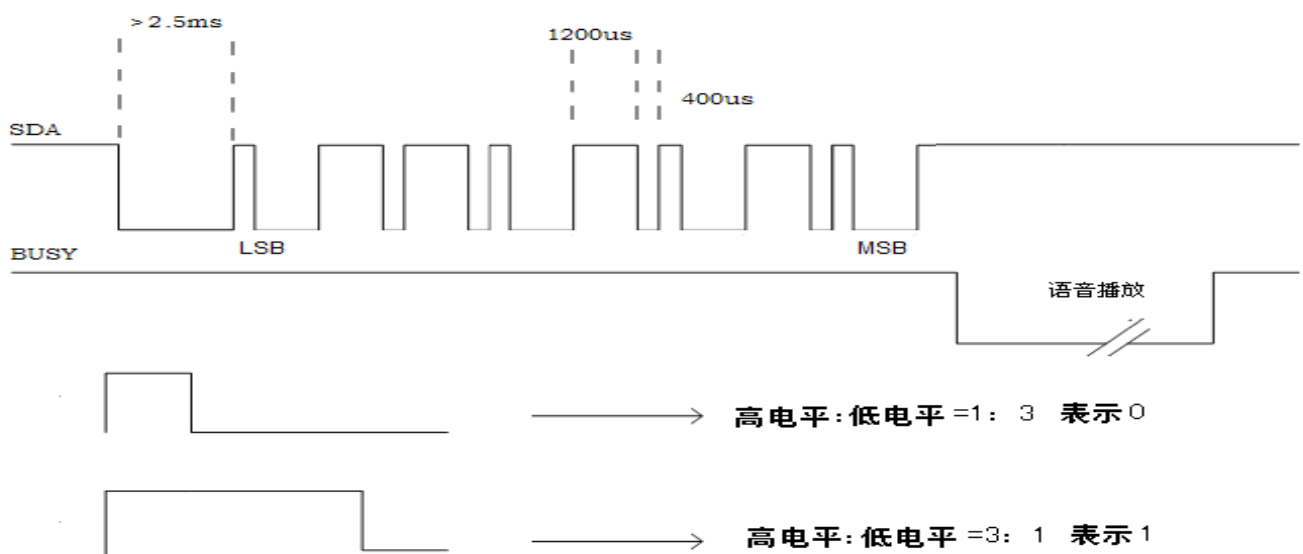 >2.5ms
1200us
400us
SDA
LSB
MSB
BUSY
语音播放
高电平:低电平=1: 3 表示0
高电平:低电平=3: 1 表示1